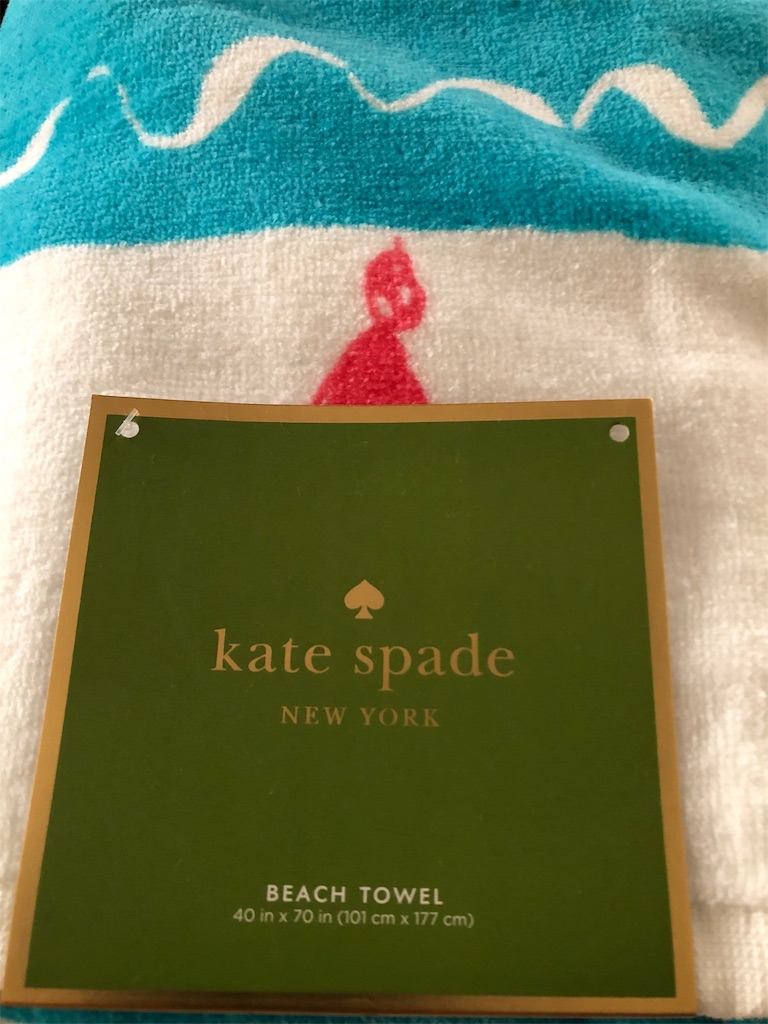 kate spade
NEW YORK
BEACH TOWEL
40 in x 70 in (101 cm x 177 cm)